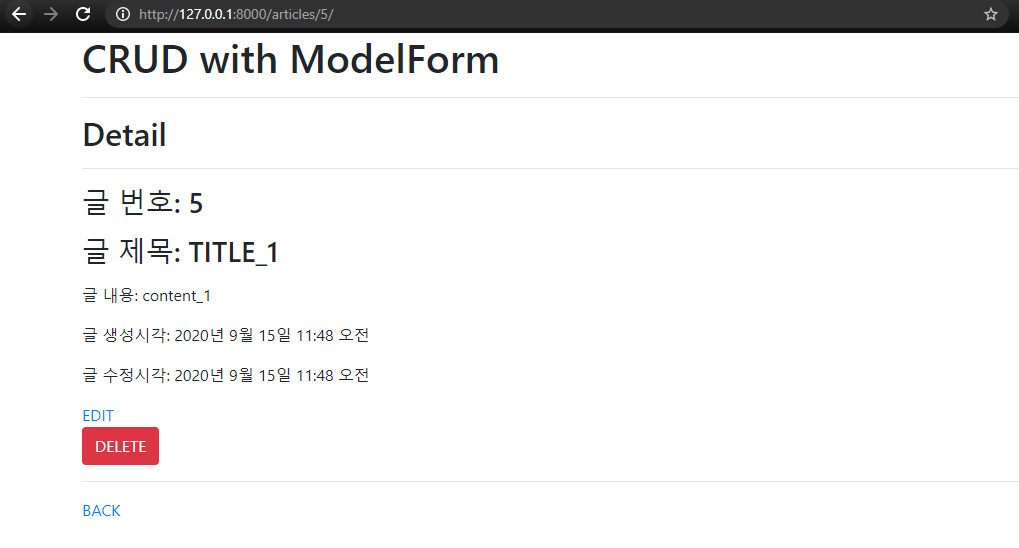 http://127.0.0.1:8000/articles/5/
CRUD with ModelForm
Detail
글 번호: 5
글 제목: TITLE_1
글 내용: content_1
글 생성시각: 2020년 9월 15일 11:48 오전
글 수정시각: 2020년 9월 15일 11:48 오전
EDIT
DELETE
BACK